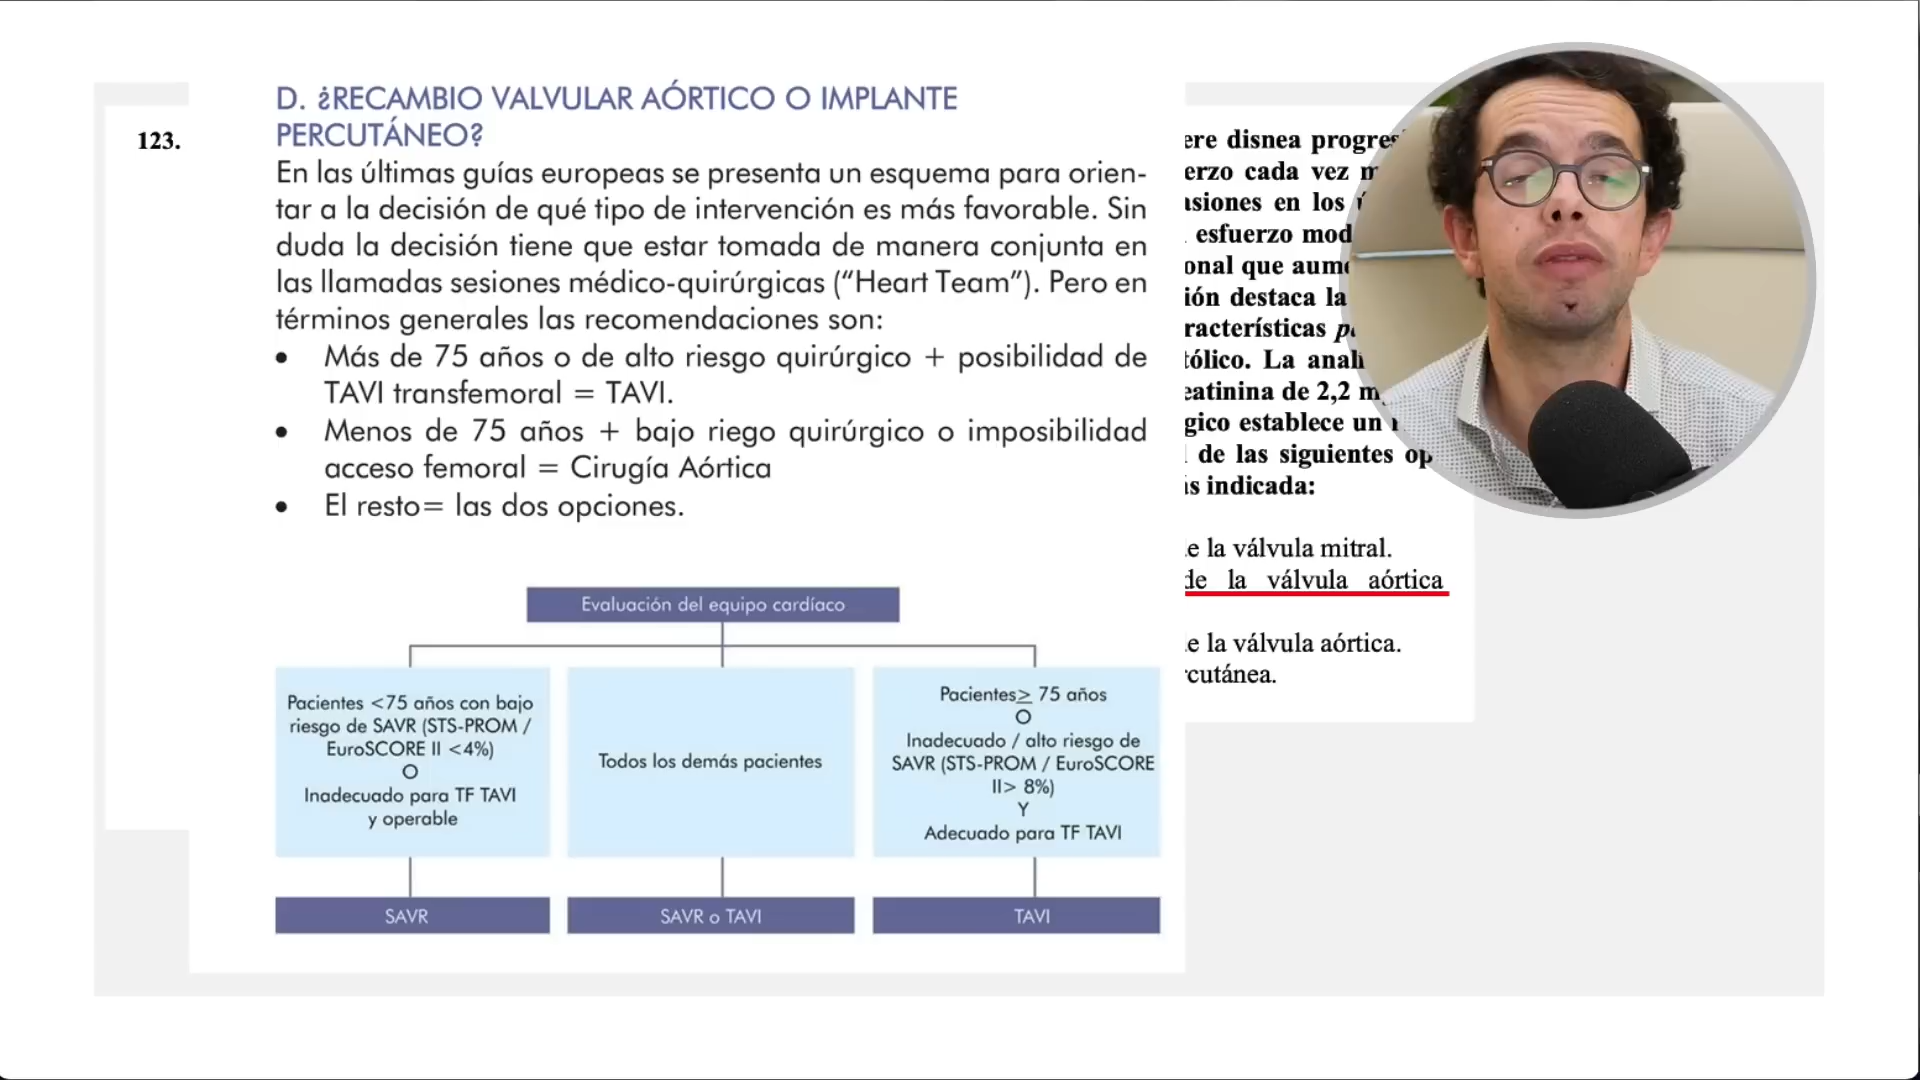 123.
D. ¿RECAMBIO VALVULAR AÓRTICO O IMPLANTE
PERCUTÁNEO?
En las últimas guías europeas se presenta un esquema para orien-
tar a la decisión de qué tipo de intervención es más favorable. Sin
duda la decisión tiene que estar tomada de manera conjunta en
las llamadas sesiones médico-quirúrgicas (“Heart Team”). Pero en
términos generales las recomendaciones son:
• Más de 75 años o de alto riesgo quirúrgico + posibilidad de
TAVI transfemoral = TAVI.
• Menos de 75 años + bajo riego quirúrgico o imposibilidad
acceso femoral = Cirugía Aórtica
• El resto= las dos opciones.
Evaluación del equipo cardíaco
Pacientes <75 años con bajo
riesgo de SAVR (STS-PROM /
EuroSCORE II <4%)
O
Inadecuado para TF TAVI
y operable
Todos los demás pacientes
Pacientes≥ 75 años
O
Inadecuado / alto riesgo de
SAVR (STS-PROM / EuroSCORE
II> 8%)
Y
Adecuado para TF TAVI
SAVR
SAVR o TAVI
TAVI
ere disnea
erzo cada vez
asiones en los
esfuerzo
onal que
ión destaca la
racterísticas
tólico. La
eatinina de 2,2
gico establece un
de las siguientes
s indicada:
e la válvula mitral.
de la válvula aórtica
e la válvula aórtica.
rcutánea.